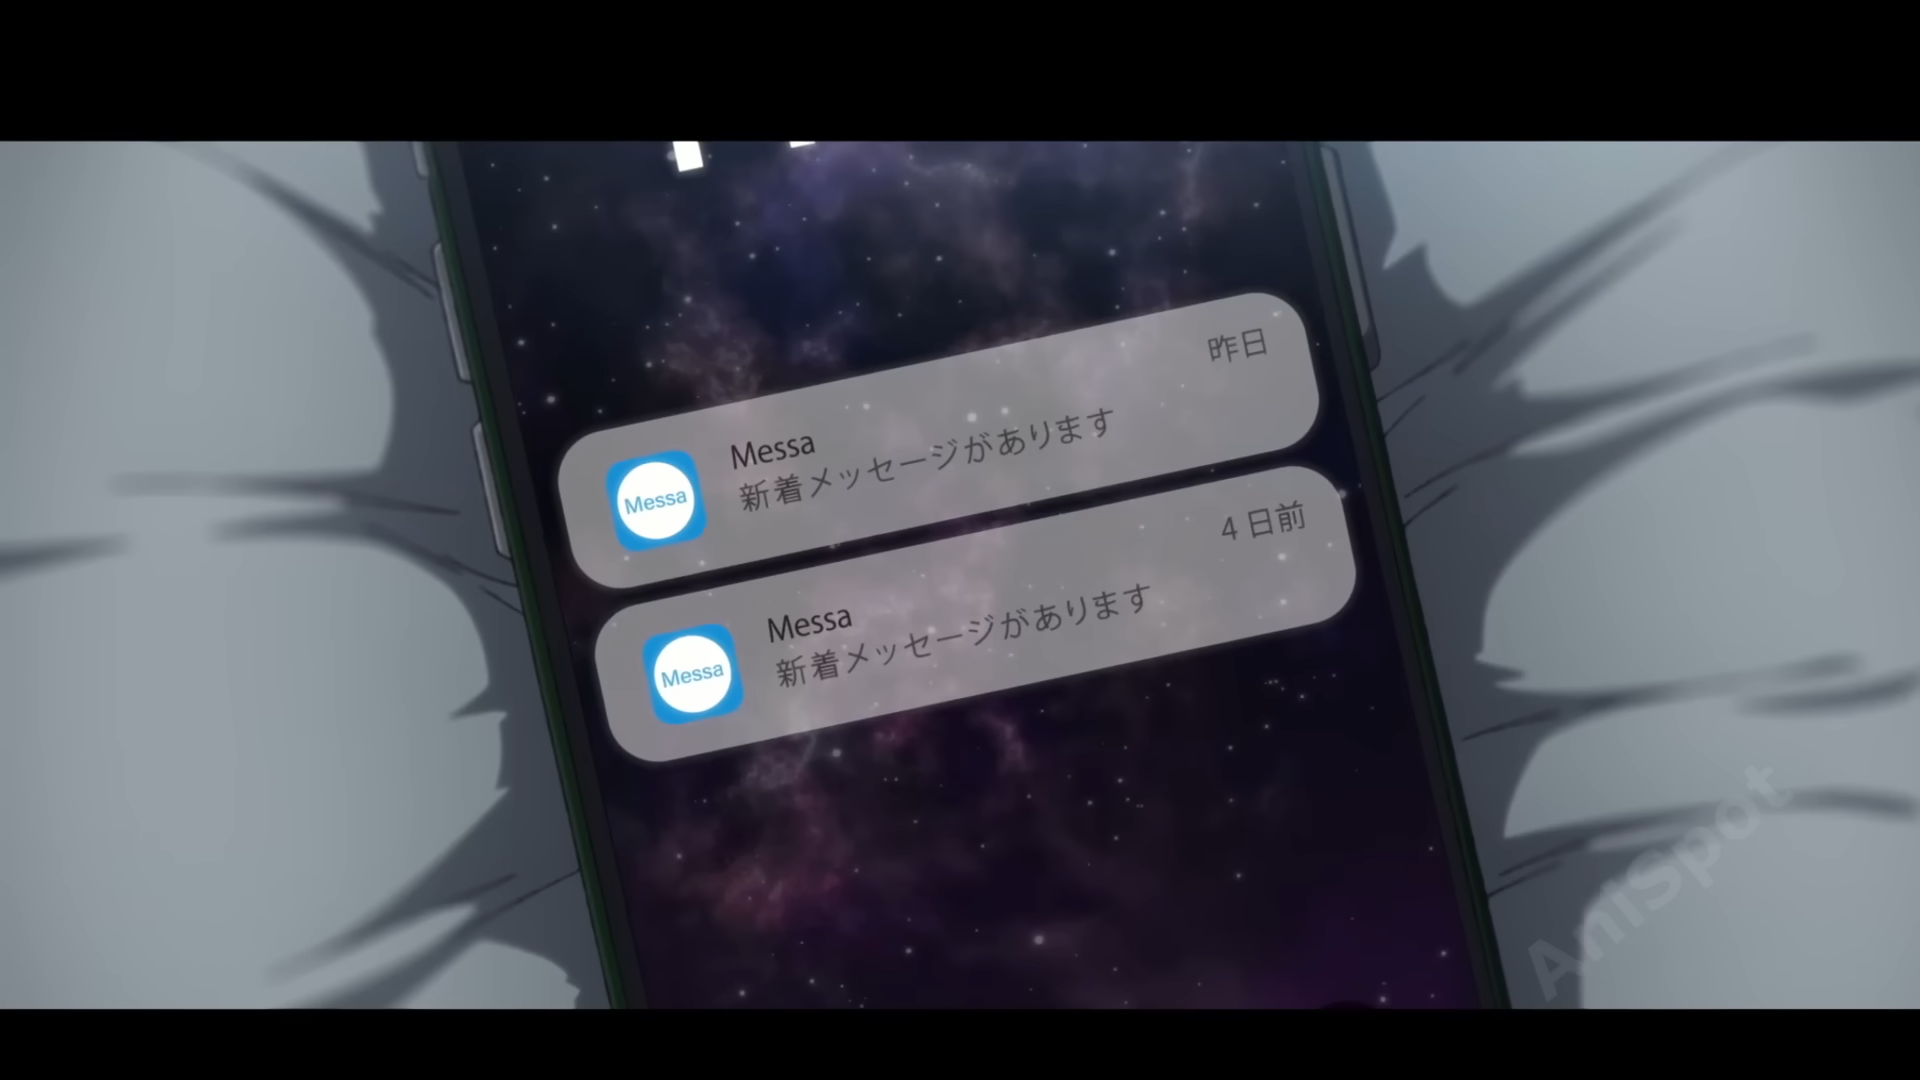 昨日
Messa
Messa
新着メッセージがあります
4日前
Messa
Messa
新着メッセージがあります
AniSpot